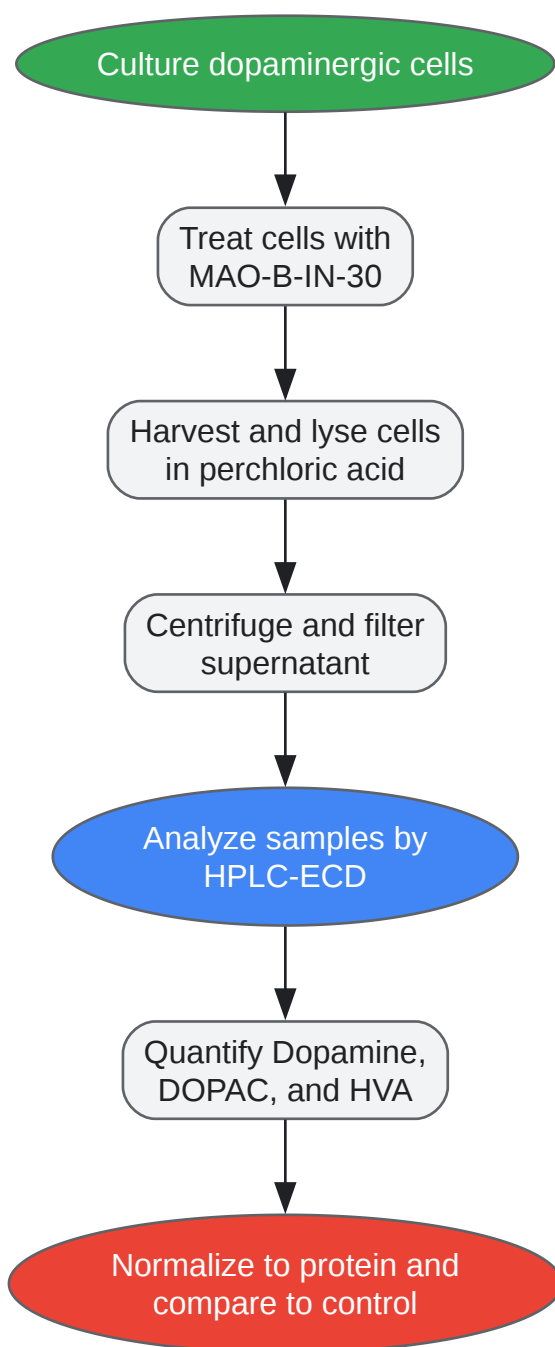 Culture dopaminergic cells
Treat cells with
MAO-B-IN-30
Harvest and lyse cells
in perchloric acid
Centrifuge and filter
supernatant
Analyze samples by
HPLC-ECD
Quantify Dopamine,
DOPAC, and HVA
Normalize to protein and
compare to control